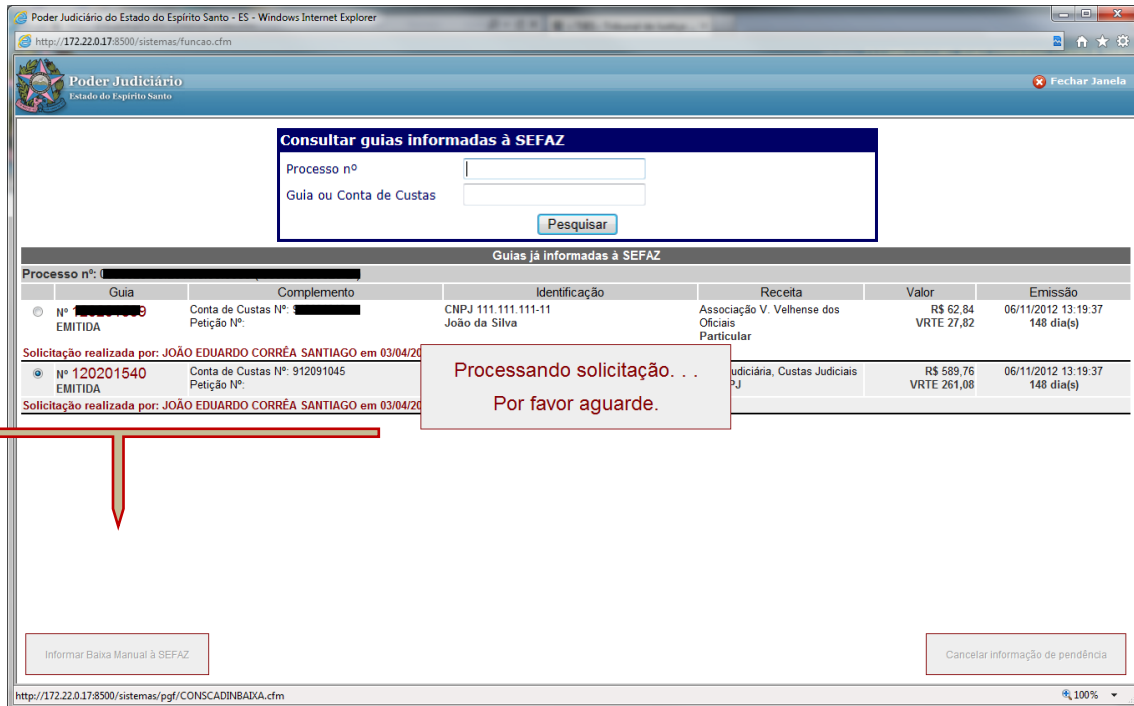 Poder Judiciário do Estado do Espírito Santo - ES - Windows Internet Explorer
http://172.22.0.17:8500/sistemas/funcao.cfm
Poder Judiciário
Estado do Espírito Santo
Fechar Janela
Consultar guias informadas à SEFAZ
Processo nº
Guia ou Conta de Custas
Pesquisar
Guias já informadas à SEFAZ
Processo nº:
Guia Complemento Identificação Receita Valor Emissão
Nº
EMITIDA
Conta de Custas Nº:
Petição Nº:
CNPJ 111.111.111-11
João da Silva
Associação V. Velhense dos
Oficiais
Particular
R$ 62,84
VRTE 27,82
06/11/2012 13:19:37
148 dia(s)
Solicitação realizada por: JOÃO EDUARDO CORRÊA SANTIAGO em 03/04/20
Nº 120201540
EMITIDA
Conta de Custas Nº: 912091045
Petição Nº:
udiciária, Custas Judiciais
PJ
R$ 589,76
VRTE 261,08
06/11/2012 13:19:37
148 dia(s)
Solicitação realizada por: JOÃO EDUARDO CORRÊA SANTIAGO em 03/04/20
Processando solicitação. . .
Por favor aguarde.
Informar Baixa Manual à SEFAZ
Cancelar informação de pendência
http://172.22.0.17:8500/sistemas/pgf/CONSCADINBAIXA.cfm
100%